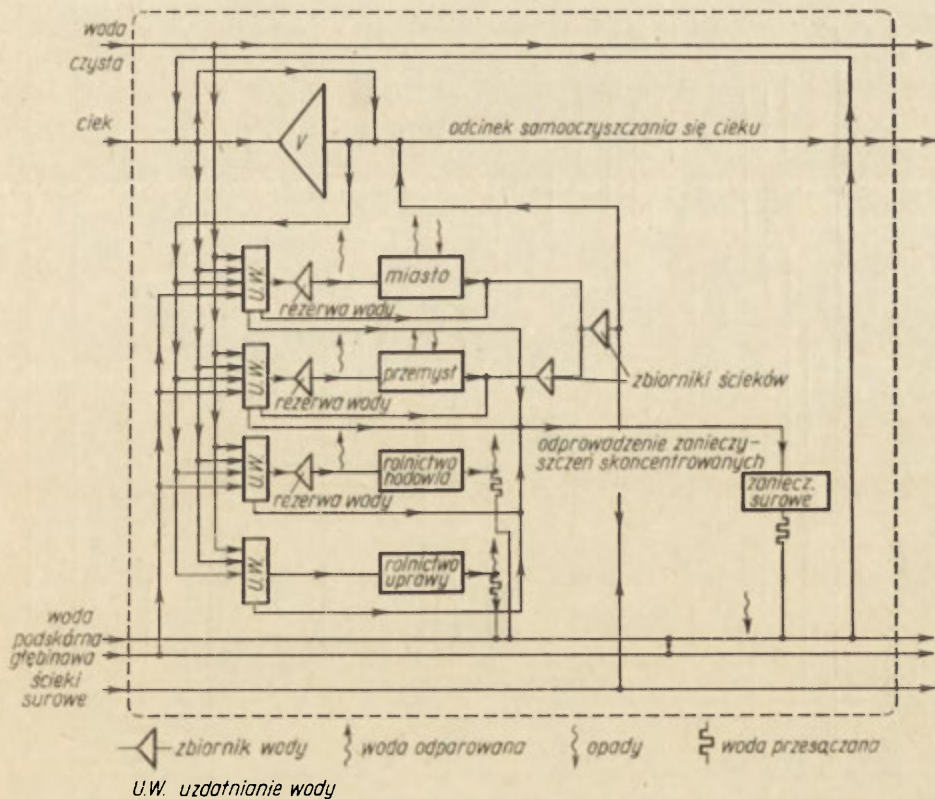 woda
czysta
ciek
V
odcinek samooczyszczania się cieku
U.W.
rezerwa wody
miasto
U.W.
rezerwa wody
przemysł
zbiorniki ścieków
odprowadzenie zanieczy-
szczeń skoncentrowanych
U.W.
rezerwa wody
rolnictwo
hodowla
zaniecz.
surowe
U.W.
rolnictwo
uprawy
woda
podskórna
głębinowa
ścieki
surowe
zbiornik wody
woda odparowana
opady
woda przesączana
U.W. uzdatnianie wody